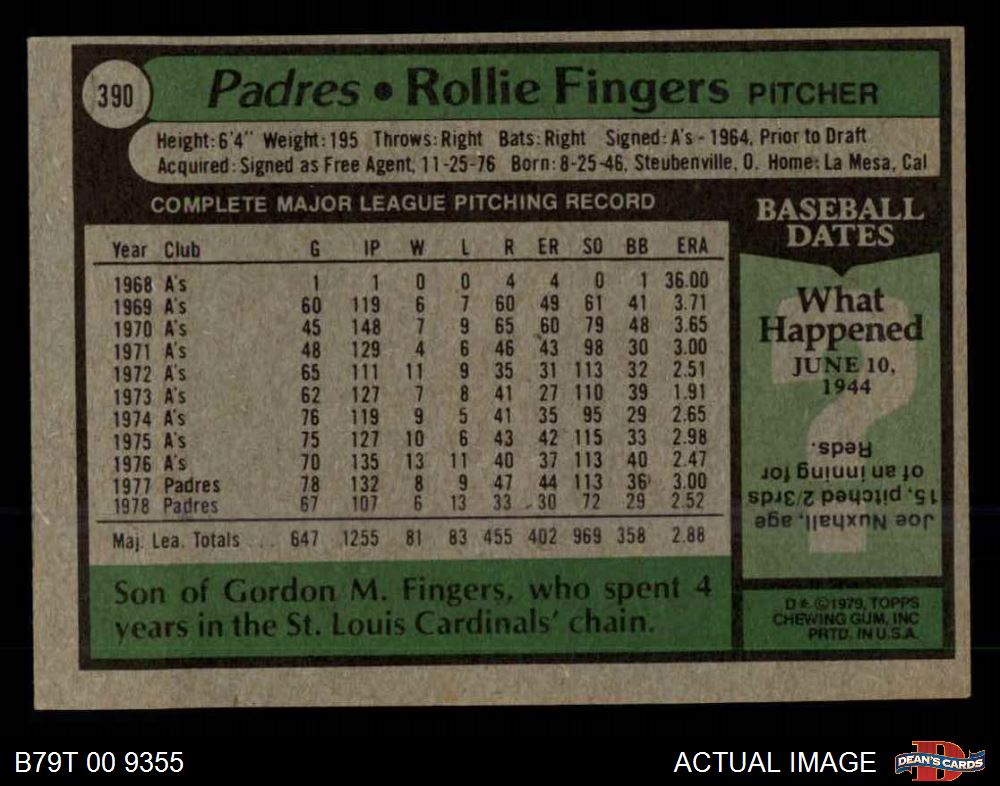 390
Padres • Rollie Fingers PITCHER
Height: 6'4" Weight: 195 Throws: Right Bats: Right Signed: A's - 1964, Prior to Draft
Acquired: Signed as Free Agent, 11-25-76 Born: 8-25-46, Steubenville, O. Home: La Mesa, Cal
COMPLETE MAJOR LEAGUE PITCHING RECORD
Year Club G IP W L R ER SO BB ERA
1968 A's 1 1 0 0 4 4 0 1 36.00
1969 A's 60 119 6 7 60 49 61 41 3.71
1970 A's 45 148 7 9 65 60 79 48 3.65
1971 A's 48 129 4 6 46 43 98 30 3.00
1972 A's 65 111 11 9 35 31 113 32 2.51
1973 A's 62 127 7 8 41 27 110 39 1.91
1974 A's 76 119 9 5 41 35 95 29 2.65
1975 A's 75 127 10 6 43 42 115 33 2.98
1976 A's 70 135 13 11 40 37 113 40 2.47
1977 Padres 78 132 8 9 47 44 113 36 3.00
1978 Padres 67 107 6 13 33 30 72 29 2.52
Maj. Lea. Totals ... 647 1255 81 83 455 402 969 358 2.88
Son of Gordon M. Fingers, who spent 4
years in the St. Louis Cardinals' chain.
BASEBALL
DATES
What
Happened
JUNE 10,
1944
?
Joe Nuxhall, age
15, pitched 2/3rds
of an inning for
Reds.
D*. ©1979, TOPPS
CHEWING GUM, INC
PRTD. IN U.S.A.
B79T 00 9355
ACTUAL IMAGE
D
DEAN'S CARDS